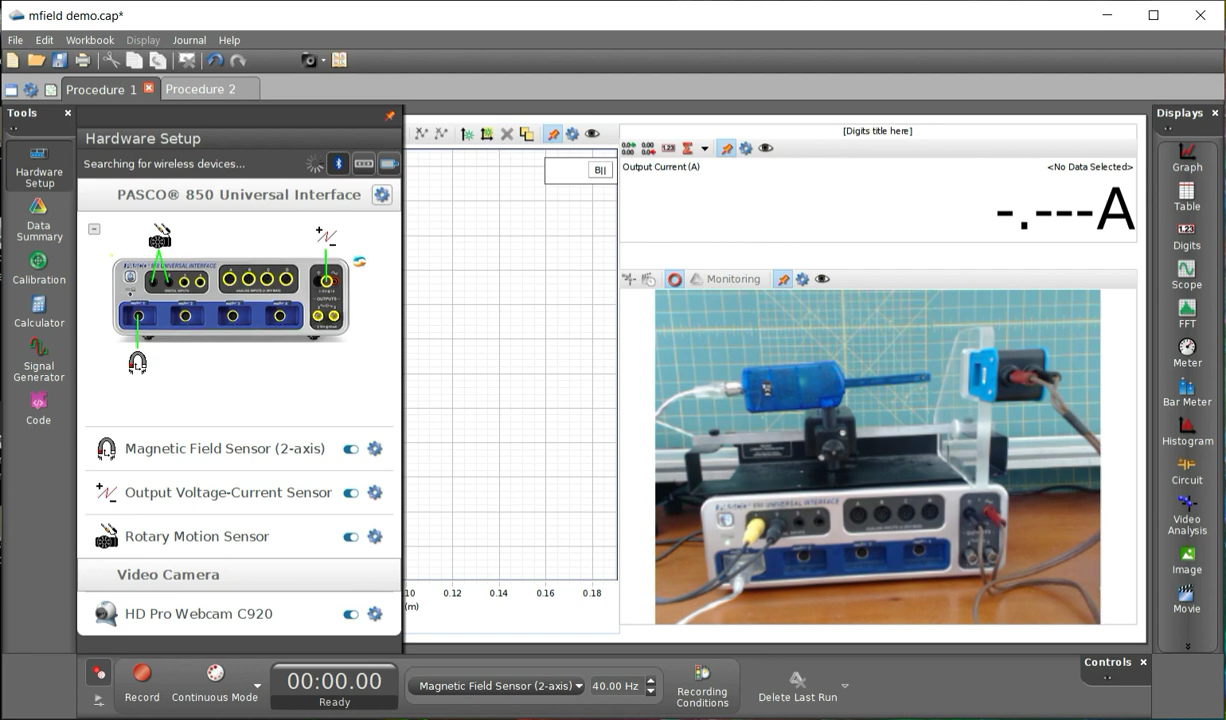 mfield demo.cap*
File Edit Workbook Display Journal Help
Procedure 1 Procedure 2
Tools
Hardware Setup
Data Summary
Calibration
Calculator
Signal Generator
Code
Hardware Setup
Searching for wireless devices...
PASCO® 850 Universal Interface
Magnetic Field Sensor (2-axis)
Output Voltage-Current Sensor
Rotary Motion Sensor
Video Camera
HD Pro Webcam C920
B||
10 0.12 0.14 0.16 0.18
(m)
[Digits title here]
Output Current (A) <No Data Selected>
-.---A
Monitoring
850 UNIVERSAL INTERFACE
Displays
Graph
Table
1.23
Digits
Scope
FFT
Meter
Bar Meter
Histogram
Circuit
Video Analysis
Image
Movie
Record
Continuous Mode
00:00.00
Ready
Magnetic Field Sensor (2-axis) 40.00 Hz
Recording Conditions
Delete Last Run
Controls